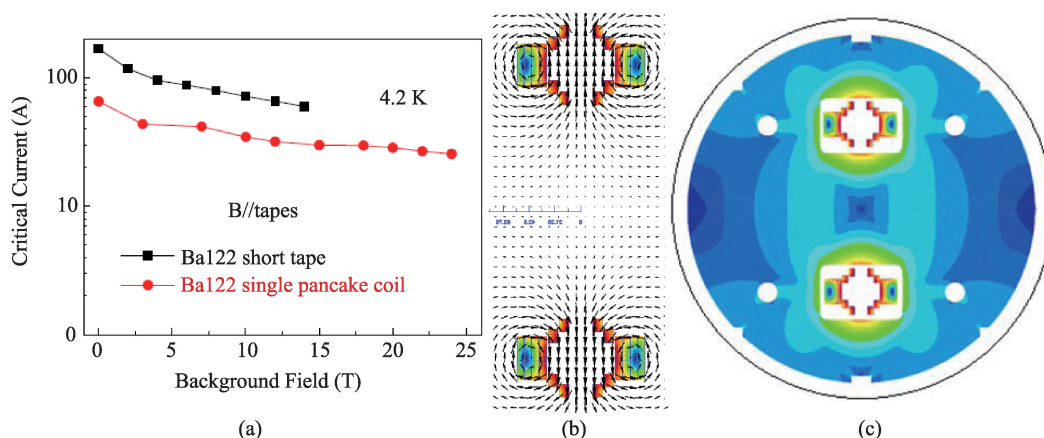 Critical Current (A)
100
10
0
4.2 K
B//tapes
Ba122 short tape
Ba122 single pancake coil
0 5 10 15 20 25
Background Field (T)
(a)
(b)
(c)